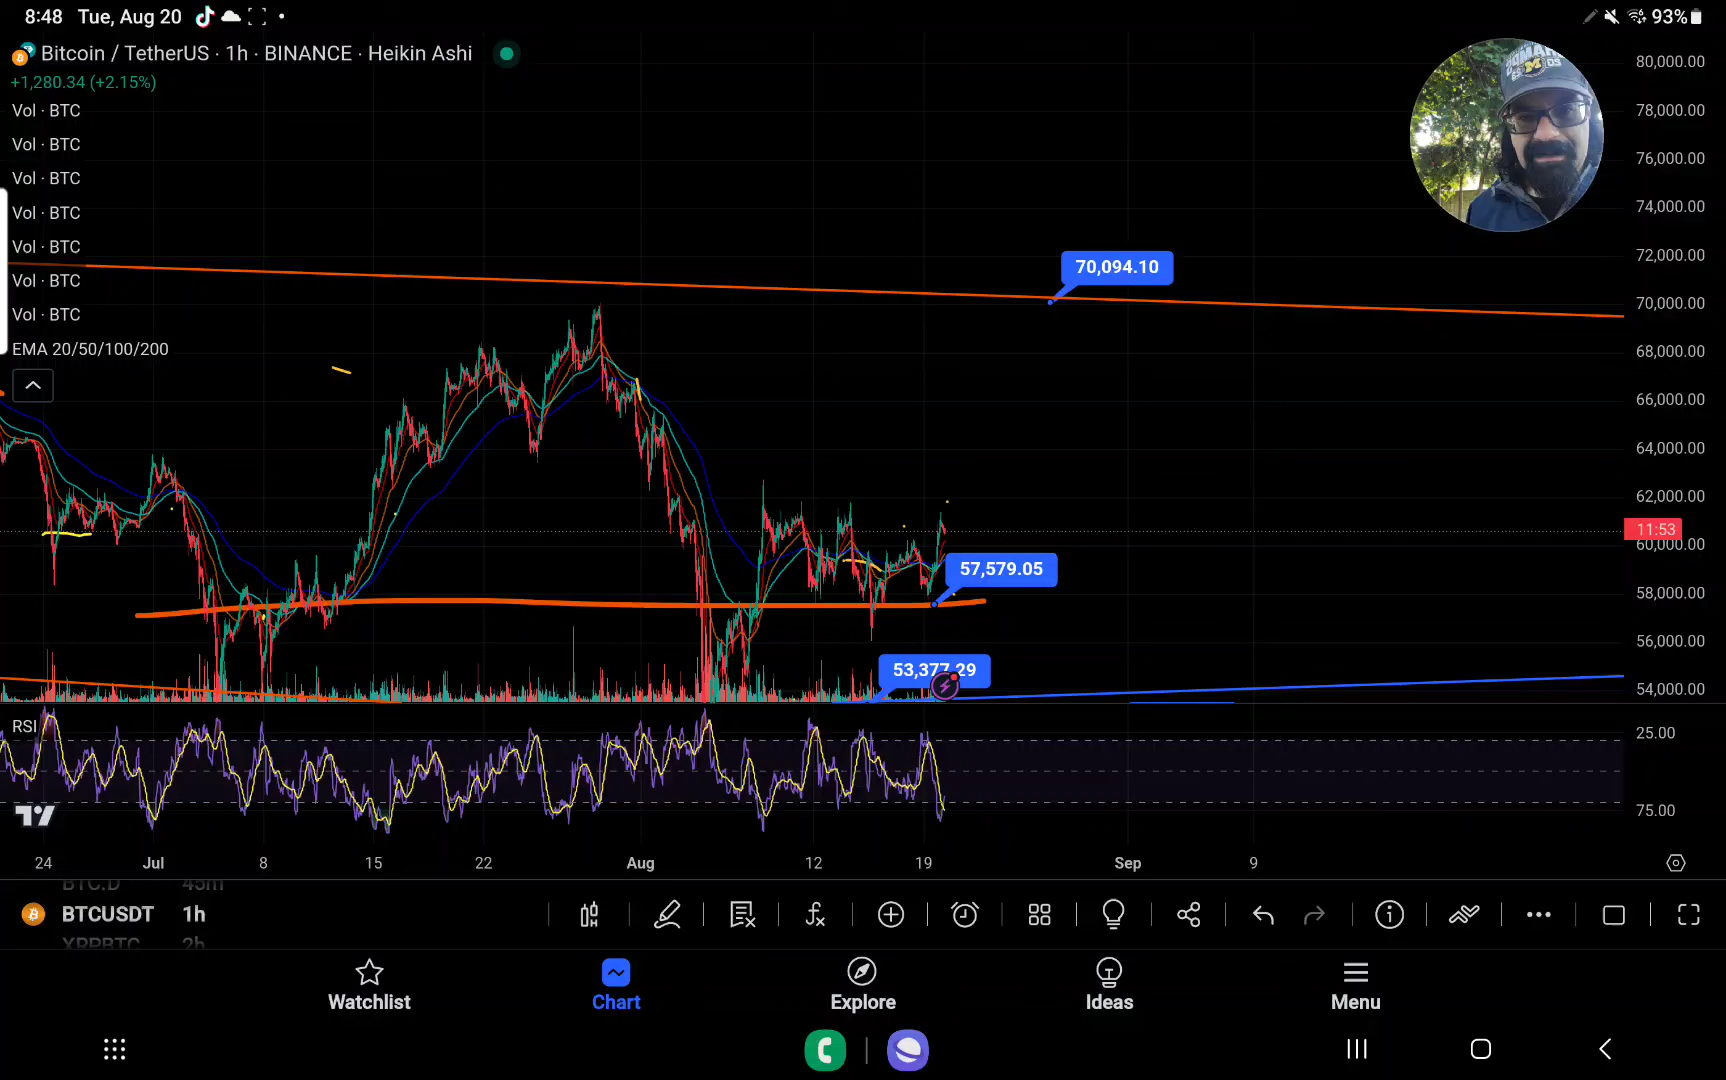 8:48 Tue, Aug 20
93%
Bitcoin / TetherUS · 1h · BINANCE · Heikin Ashi
+1,280.34 (+2.15%)
Vol · BTC
Vol · BTC
Vol · BTC
Vol · BTC
Vol · BTC
Vol · BTC
Vol · BTC
EMA 20/50/100/200
80,000.00
78,000.00
76,000.00
74,000.00
72,000.00
70,000.00
68,000.00
66,000.00
64,000.00
62,000.00
11:53
60,000.00
58,000.00
56,000.00
54,000.00
70,094.10
57,579.05
53,377.29
RSI
25.00
75.00
24 Jul 8 15 22 Aug 12 19 Sep 9
BTC.D 45m
BTCUSDT 1h
XRPBTC 2h
Watchlist Chart Explore Ideas Menu